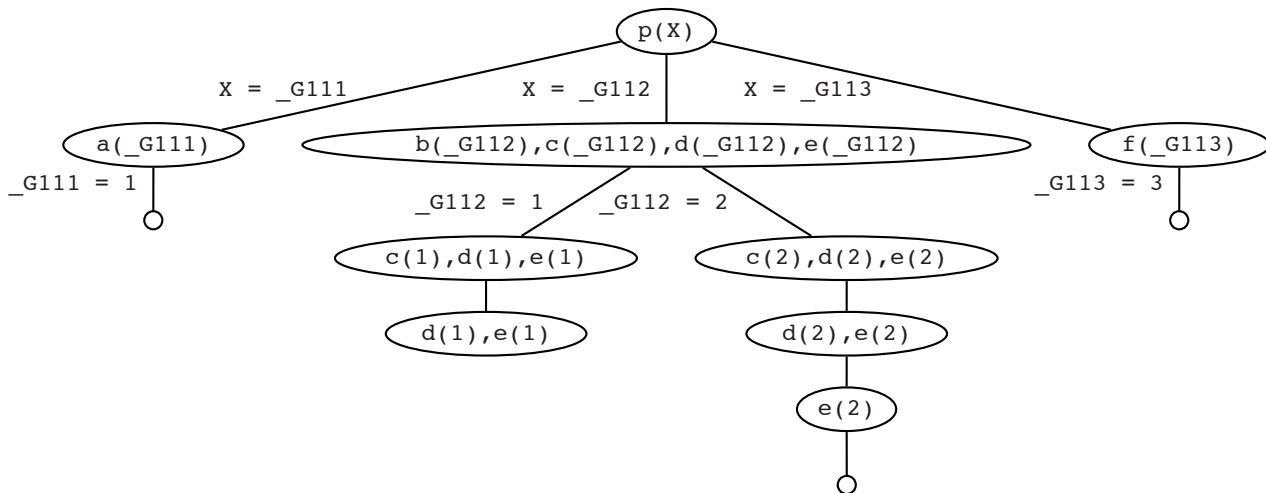 p(X)
X = _G111
X = _G112
X = _G113
a(_G111)
b(_G112),c(_G112),d(_G112),e(_G112)
f(_G113)
_G111 = 1
_G112 = 1
_G112 = 2
_G113 = 3
c(1),d(1),e(1)
c(2),d(2),e(2)
d(1),e(1)
d(2),e(2)
e(2)